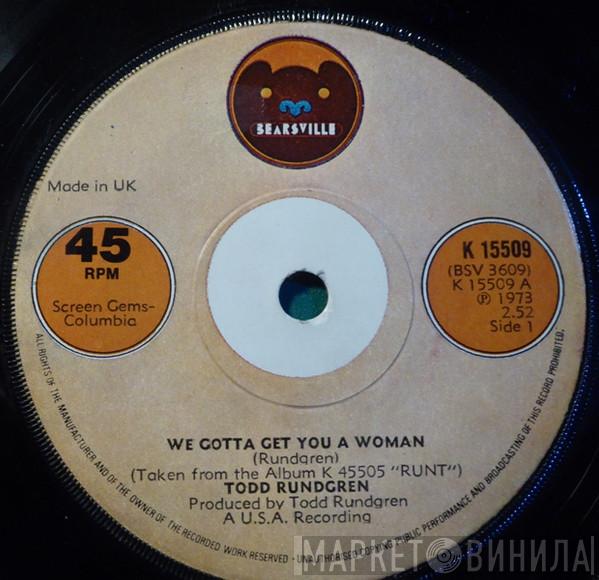 BEARSVILLE
Made in UK
45
RPM
Screen Gems-
Columbia
K 15509
(BSV 3609)
K 15509 A
℗ 1973
2.52
Side 1
WE GOTTA GET YOU A WOMAN
(Rundgren)
(Taken from the Album K 45505 "RUNT")
TODD RUNDGREN
Produced by Todd Rundgren
A U.S.A. Recording
ALL RIGHTS OF THE MANUFACTURER AND OF THE OWNER OF THE RECORDED WORK RESERVED - UNAUTHORISED COPYING PUBLIC PERFORMANCE AND BROADCASTING OF THIS RECORD PROHIBITED.
МАРКЕТ ВИНИЛА